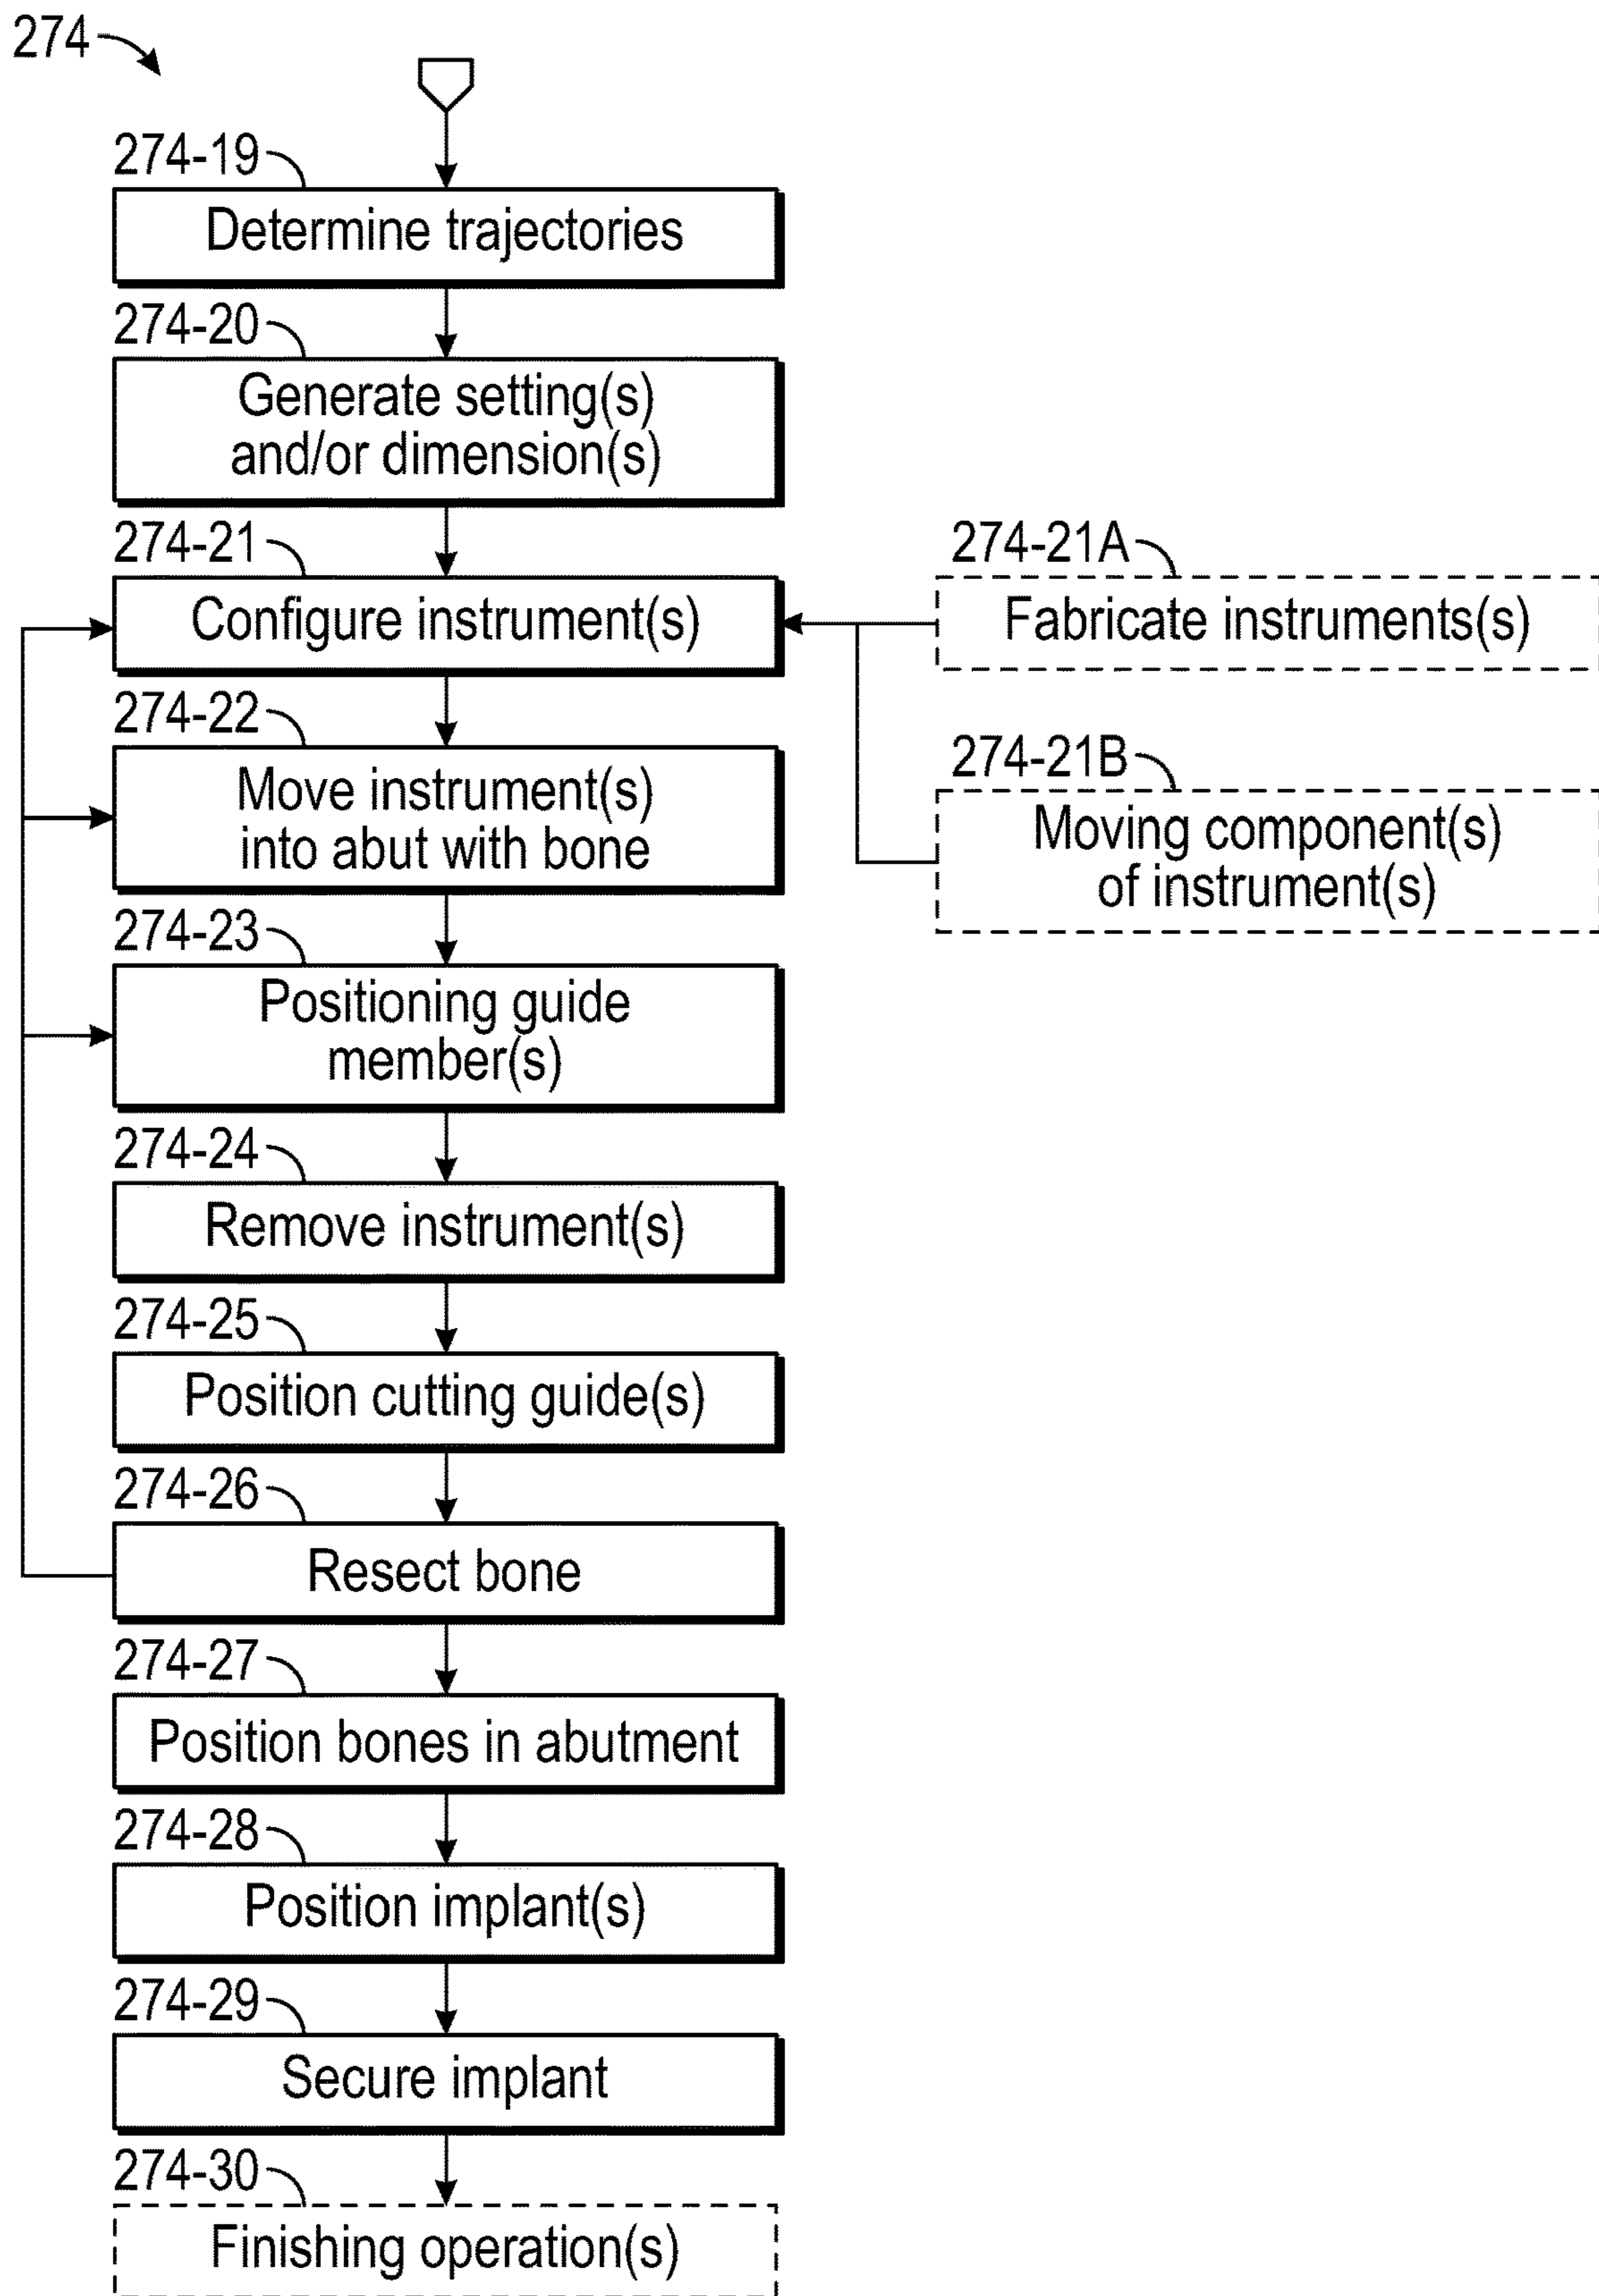 274
274-19
Determine trajectories
274-20
Generate setting(s)
and/or dimension(s)
274-21
Configure instrument(s)
274-21A
Fabricate instruments(s)
274-22
Move instrument(s)
into abut with bone
274-21B
Moving component(s)
of instrument(s)
274-23
Positioning guide
member(s)
274-24
Remove instrument(s)
274-25
Position cutting guide(s)
274-26
Resect bone
274-27
Position bones in abutment
274-28
Position implant(s)
274-29
Secure implant
274-30
Finishing operation(s)